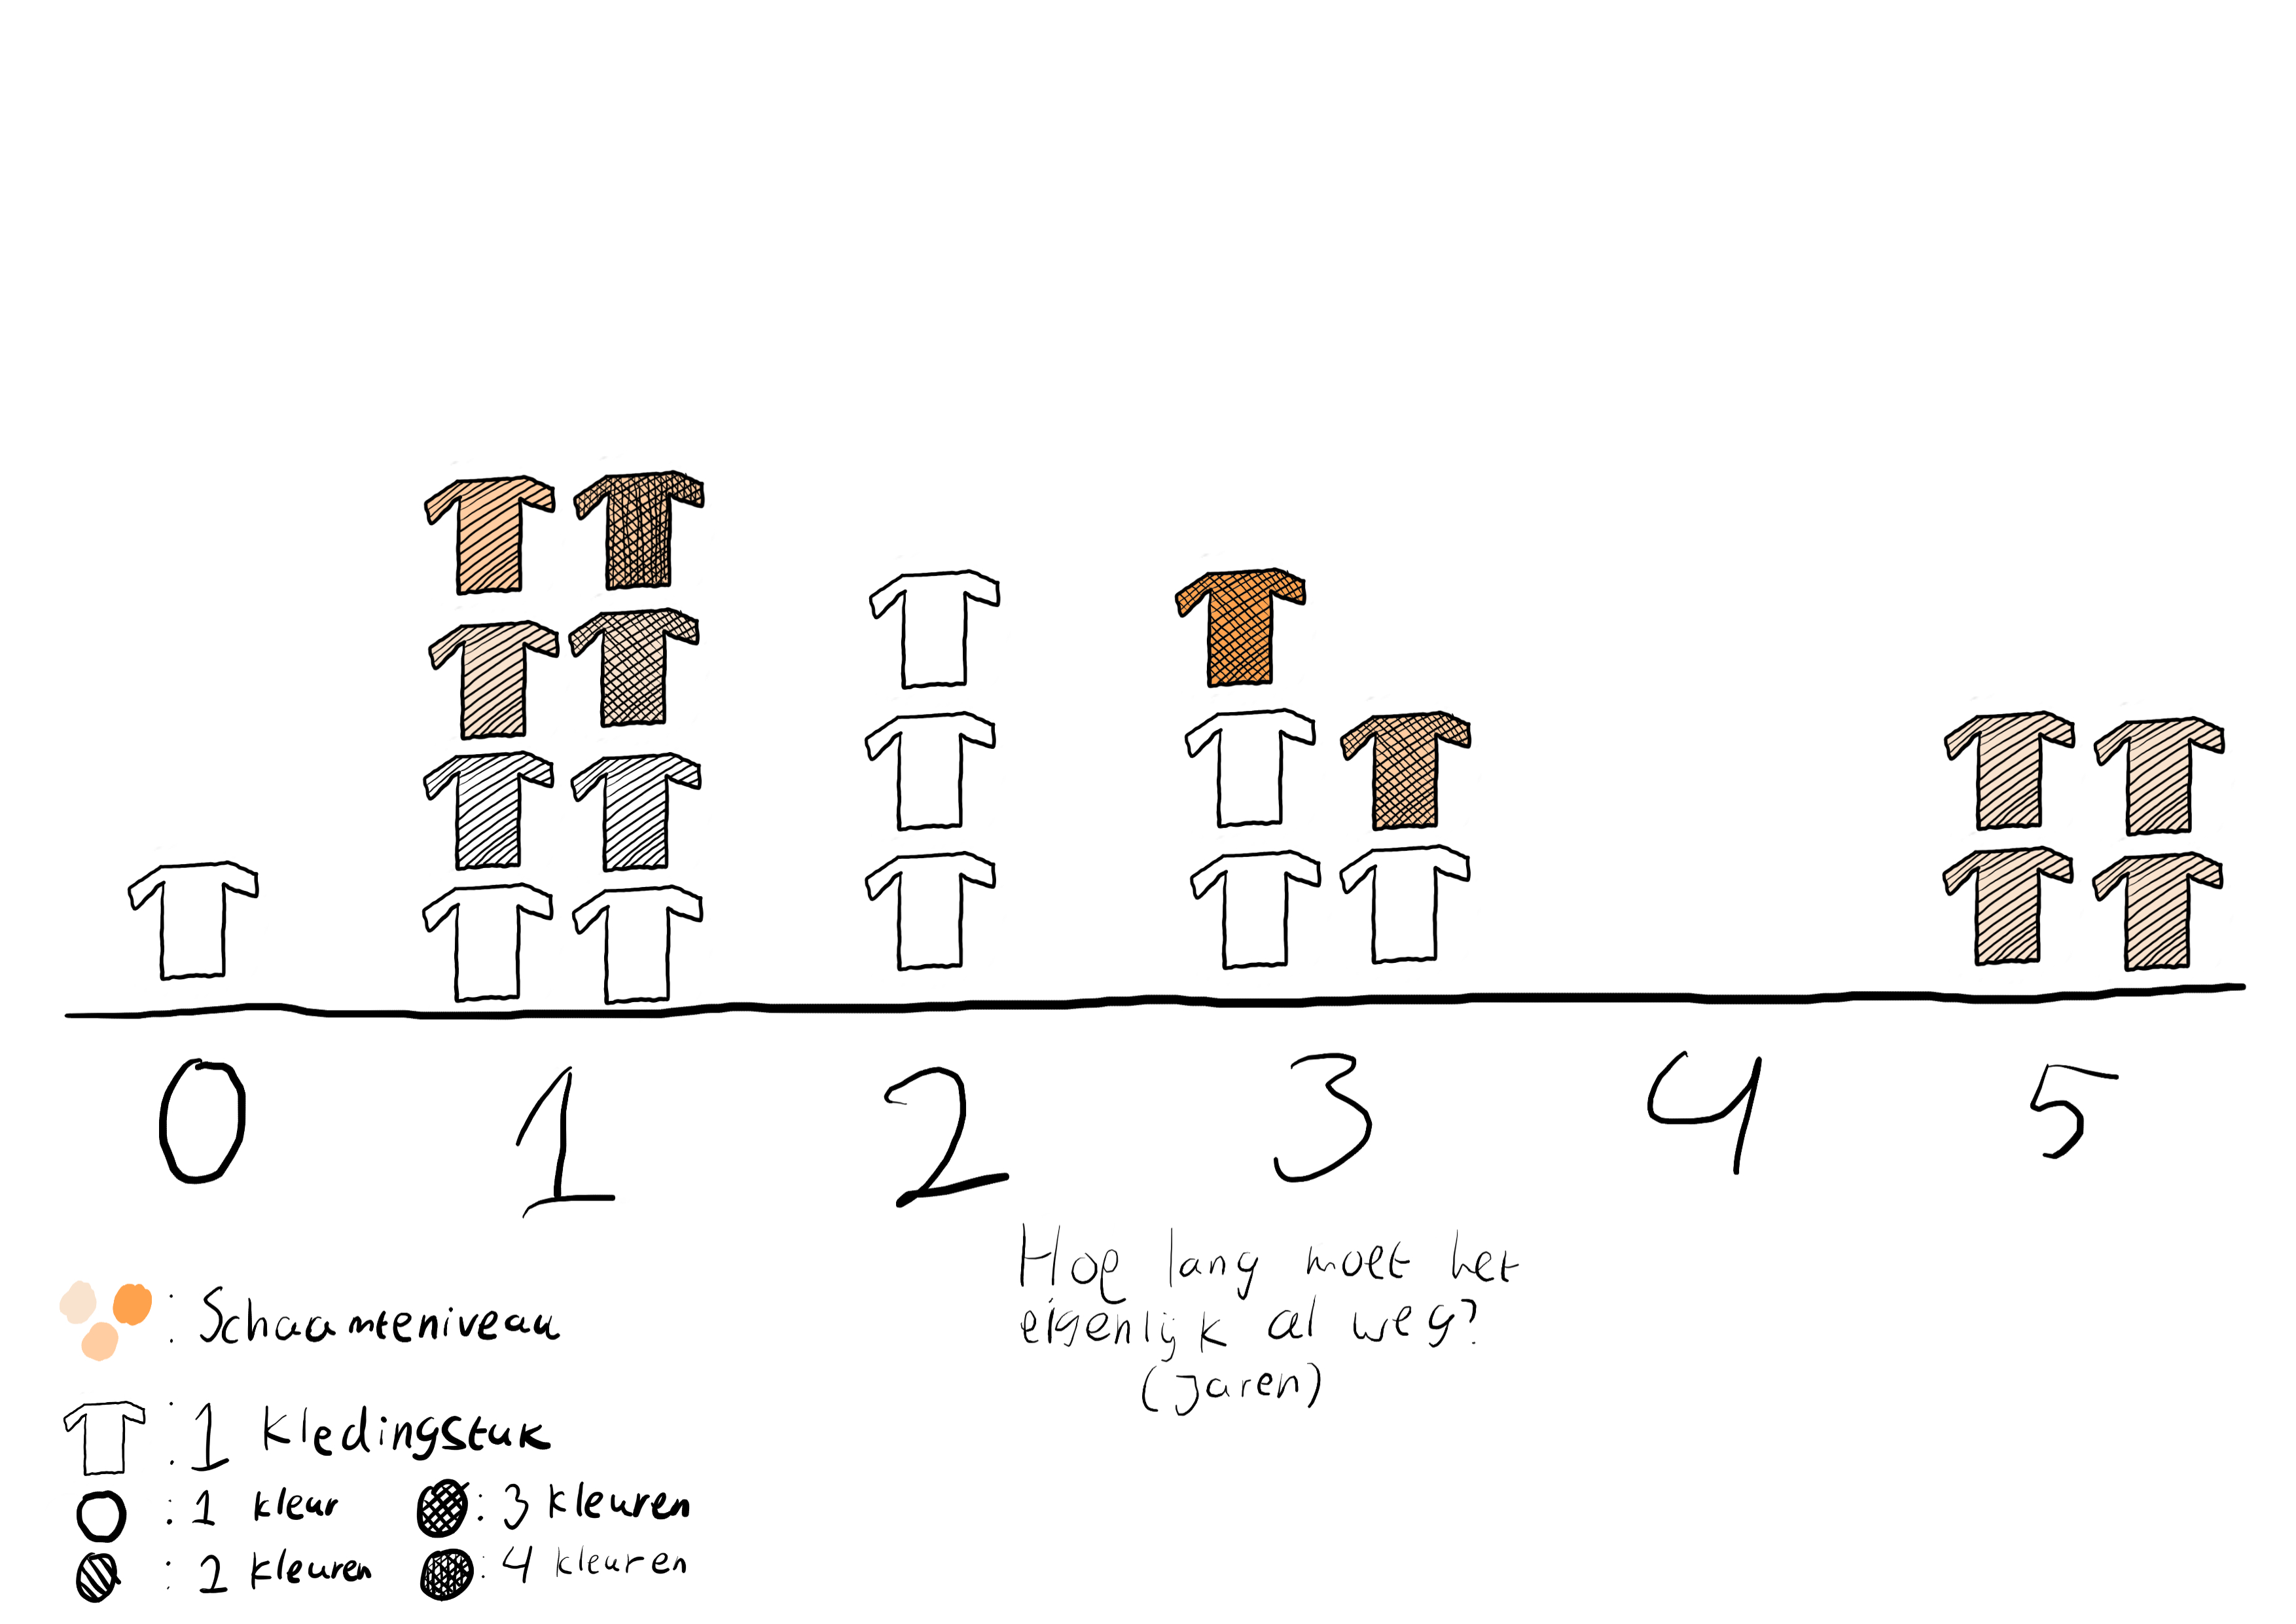 0 1 2 3 4 5
Hoe lang moet het
eigenlijk al weg?
(jaren)
: Schaamteniveau
: 1 kledingstuk
: 1 kleur
: 3 kleuren
: 2 kleuren
: 4 kleuren